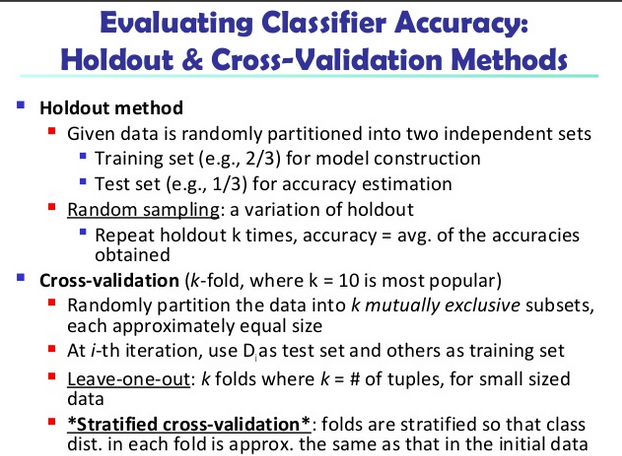 Evaluating Classifier Accuracy:
Holdout & Cross-Validation Methods
Holdout method
Given data is randomly partitioned into two independent sets
Training set (e.g., 2/3) for model construction
Test set (e.g., 1/3) for accuracy estimation
Random sampling: a variation of holdout
Repeat holdout k times, accuracy = avg. of the accuracies
obtained
Cross-validation (k-fold, where k = 10 is most popular)
Randomly partition the data into k mutually exclusive subsets,
each approximately equal size
At i-th iteration, use Di as test set and others as training set
Leave-one-out: k folds where k = # of tuples, for small sized
data
*Stratified cross-validation*: folds are stratified so that class
dist. in each fold is approx. the same as that in the initial data